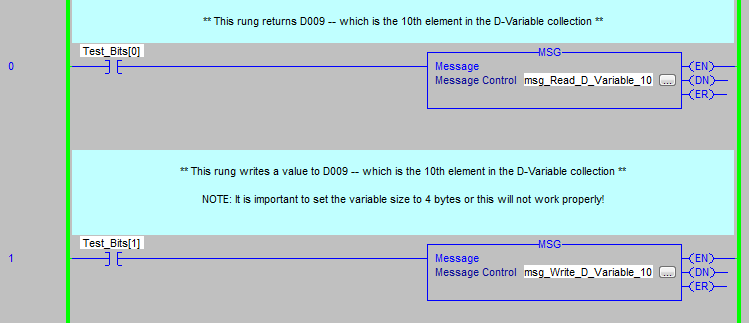 ** This rung returns D009 -- which is the 10th element in the D-Variable collection **
Test_Bits[0]
MSG
0
Message
EN
Message Control msg_Read_D_Variable_10 ...
DN
ER
** This rung writes a value to D009 -- which is the 10th element in the D-Variable collection **
NOTE: It is important to set the variable size to 4 bytes or this will not work properly!
Test_Bits[1]
MSG
1
Message
EN
Message Control msg_Write_D_Variable_10 ...
DN
ER